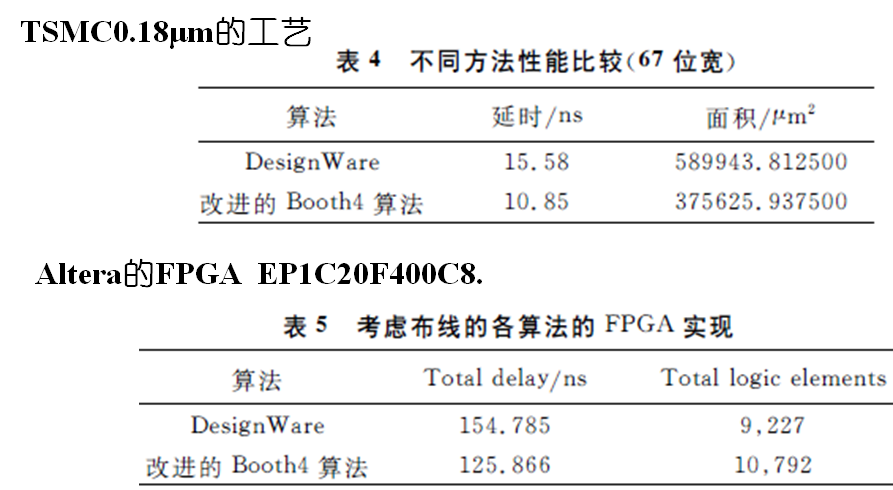 TSMC0.18μm的工艺
表 4 不同方法性能比较(67 位宽)
算法 延时/ns 面积/μm²
DesignWare 15.58 589943.812500
改进的 Booth4 算法 10.85 375625.937500
Altera的FPGA EP1C20F400C8.
表 5 考虑布线的各算法的 FPGA 实现
算法 Total delay/ns Total logic elements
DesignWare 154.785 9,227
改进的 Booth4 算法 125.866 10,792